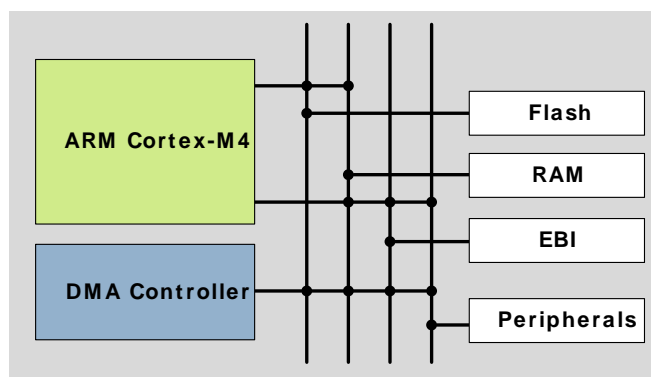 ARM Cortex-M4
DMA Controller
Flash
RAM
EBI
Peripherals